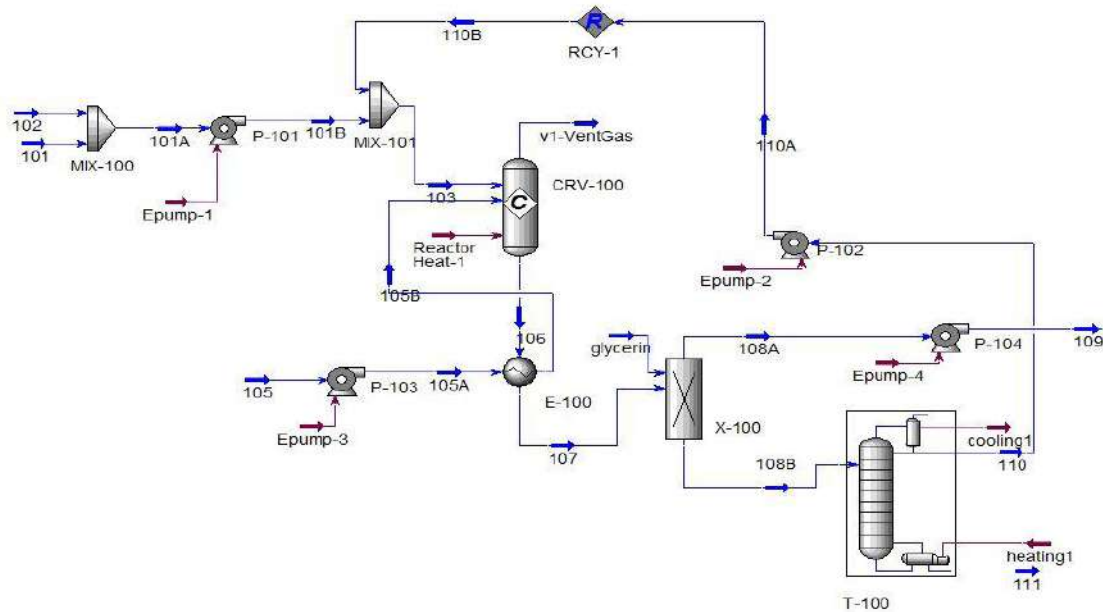 110B
RCY-1
102
101
MIX-100
101A
P-101
101B
MIX-101
Epump-1
v1-VentGas
110A
103
CRV-100
C
R
Reactor
Heat-1
105B
106
P-102
Epump-2
glycerin
108A
P-104
109
105
P-103
105A
E-100
Epump-3
107
X-100
Epump-4
108B
cooling1
110
heating1
111
T-100